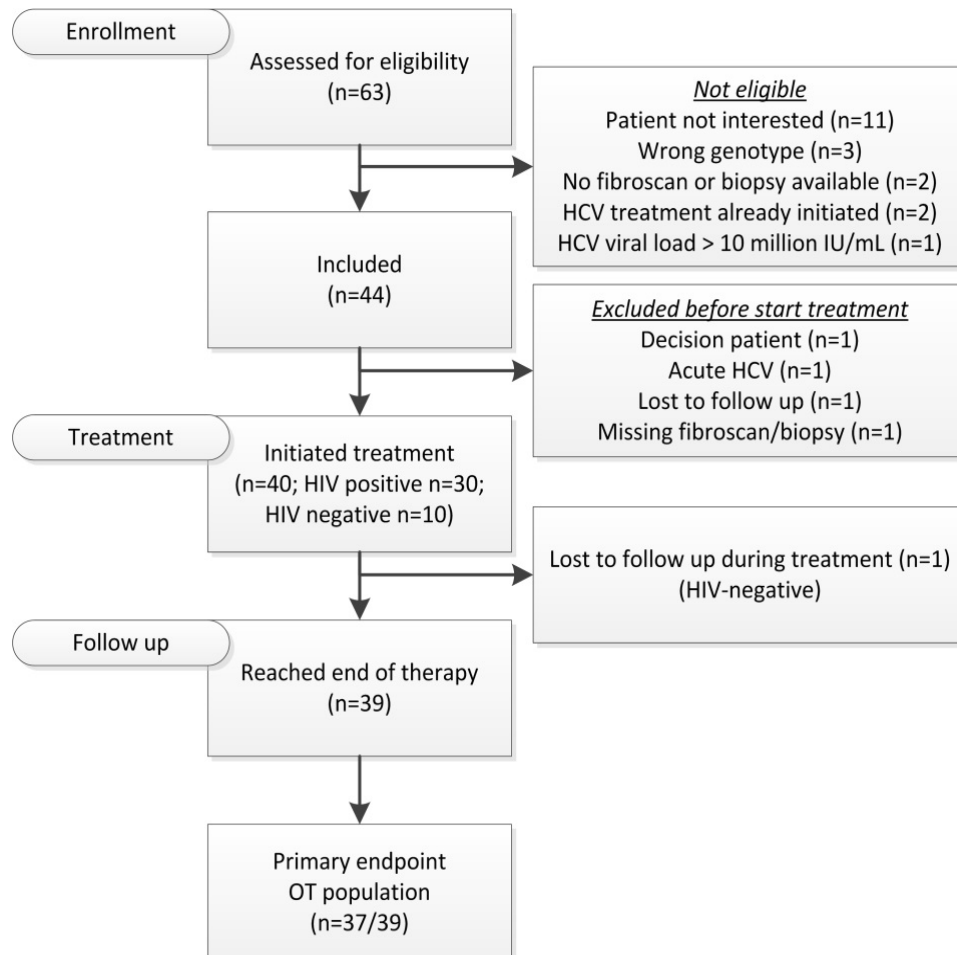 Enrollment
Assessed for eligibility
(n=63)
Not eligible
Patient not interested (n=11)
Wrong genotype (n=3)
No fibroscan or biopsy available (n=2)
HCV treatment already initiated (n=2)
HCV viral load > 10 million IU/mL (n=1)
Included
(n=44)
Excluded before start treatment
Decision patient (n=1)
Acute HCV (n=1)
Lost to follow up (n=1)
Missing fibroscan/biopsy (n=1)
Treatment
Initiated treatment
(n=40; HIV positive n=30;
HIV negative n=10)
Lost to follow up during treatment (n=1)
(HIV-negative)
Follow up
Reached end of therapy
(n=39)
Primary endpoint
OT population
(n=37/39)